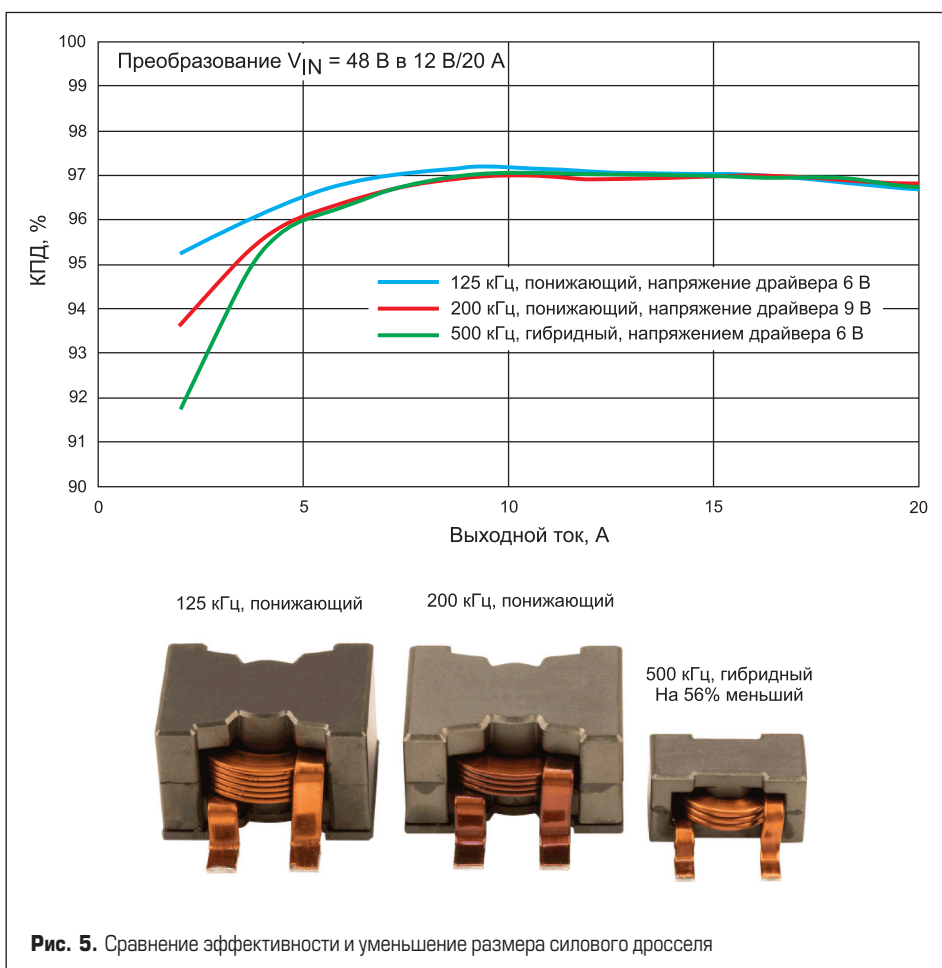 100
99
98
97
96
95
94
93
92
91
90
КПД, %
Преобразование VIN = 48 В в 12 В/20 А
125 кГц, понижающий, напряжение драйвера 6 В
200 кГц, понижающий, напряжение драйвера 9 В
500 кГц, гибридный, напряжением драйвера 6 В
0 5 10 15 20
Выходной ток, А
125 кГц, понижающий
200 кГц, понижающий
500 кГц, гибридный
На 56% меньший
Рис. 5. Сравнение эффективности и уменьшение размера силового дросселя